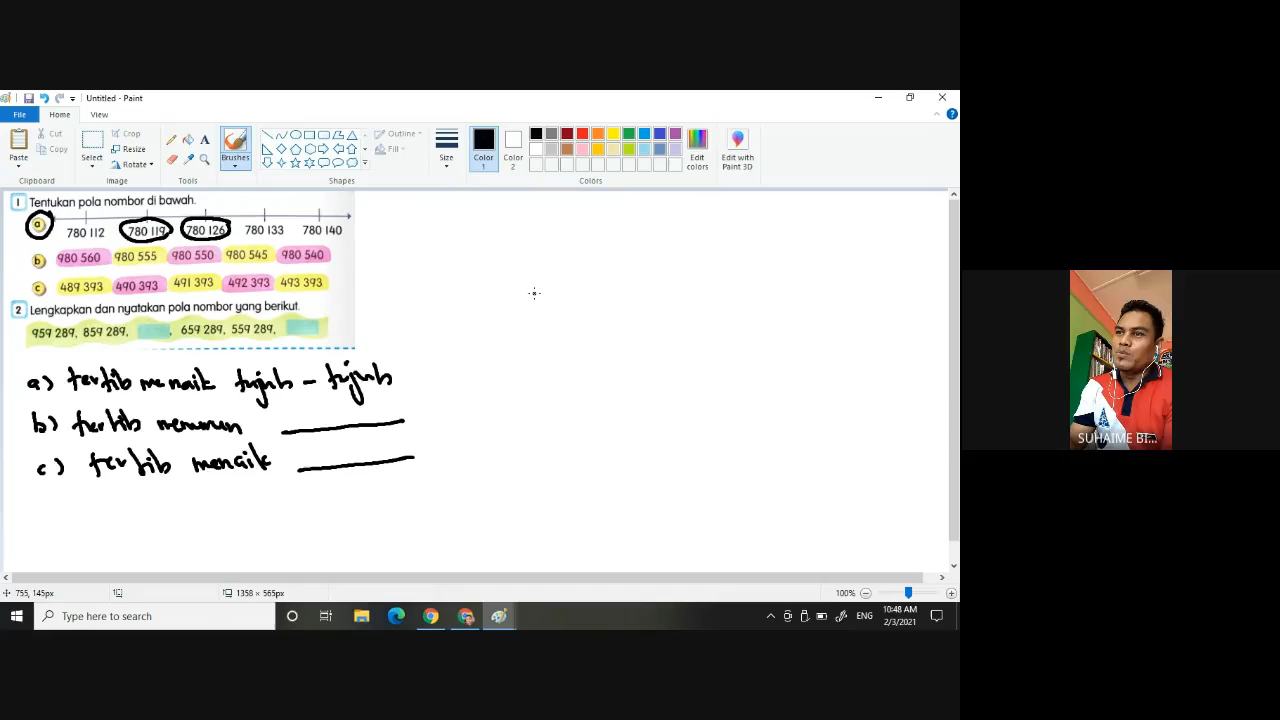 Untitled - Paint
File Home View
Paste Cut Copy Clipboard
Select Crop Resize Rotate Image
Tools
Brushes
Shapes Outline Fill
Size
Color 1 Color 2 Colors
Edit colors
Edit with Paint 3D
1 Tentukan pola nombor di bawah.
a 780 112 780 119 780 126 780 133 780 140
b 980 560 980 555 980 550 980 545 980 540
c 489 393 490 393 491 393 492 393 493 393
2 Lengkapkan dan nyatakan pola nombor yang berikut.
959 289, 859 289, , 659 289, 559 289,
a) tertib menaik tujuh - tujuh
b) tertib menurun
c) tertib menaik
SUHAIME BI...
755, 145px 1358 × 565px 100%
Type here to search ENG 10:48 AM
2/3/2021